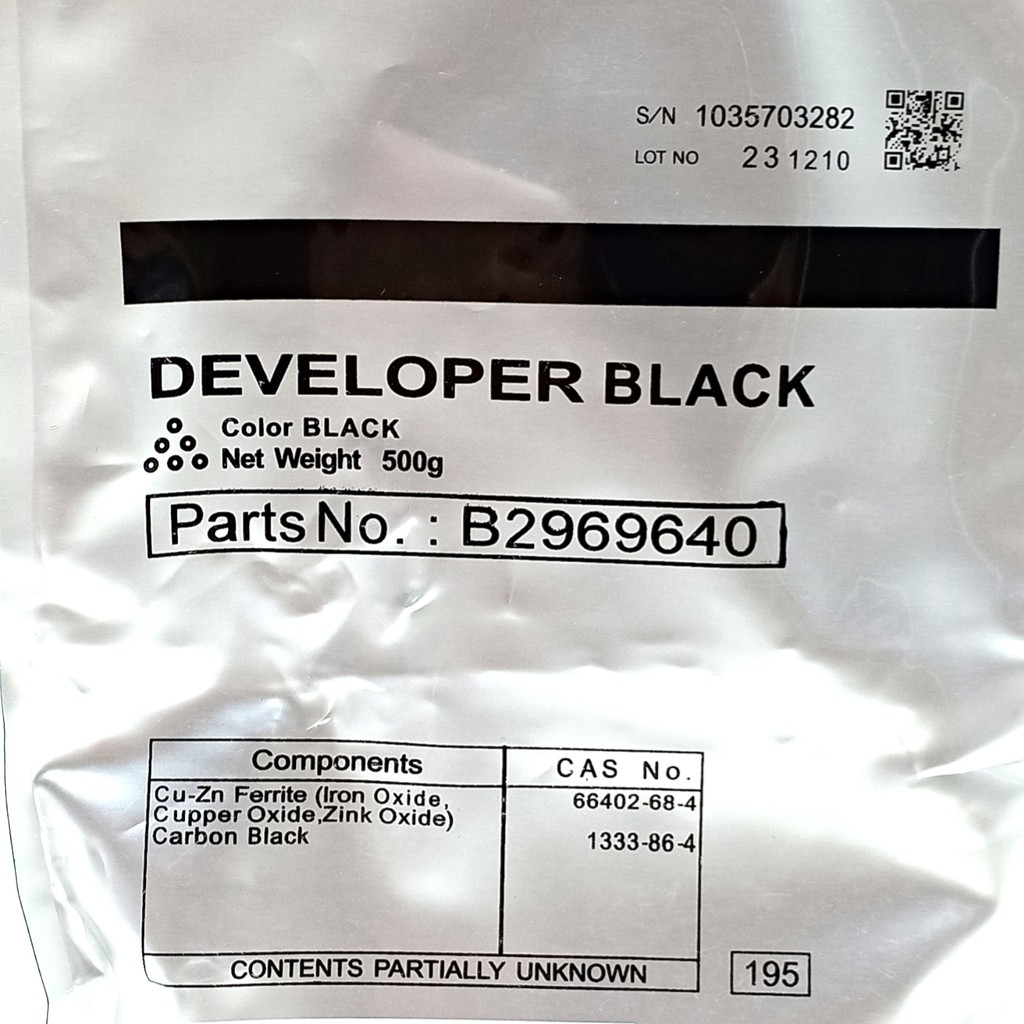 S/N 1035703282
LOT NO 231210
DEVELOPER BLACK
Color BLACK
Net Weight 500g
Parts No. : B2969640
Components CAS No.
Cu-Zn Ferrite (Iron Oxide, 66402-68-4
Cupper Oxide,Zink Oxide)
Carbon Black 1333-86-4
CONTENTS PARTIALLY UNKNOWN
195